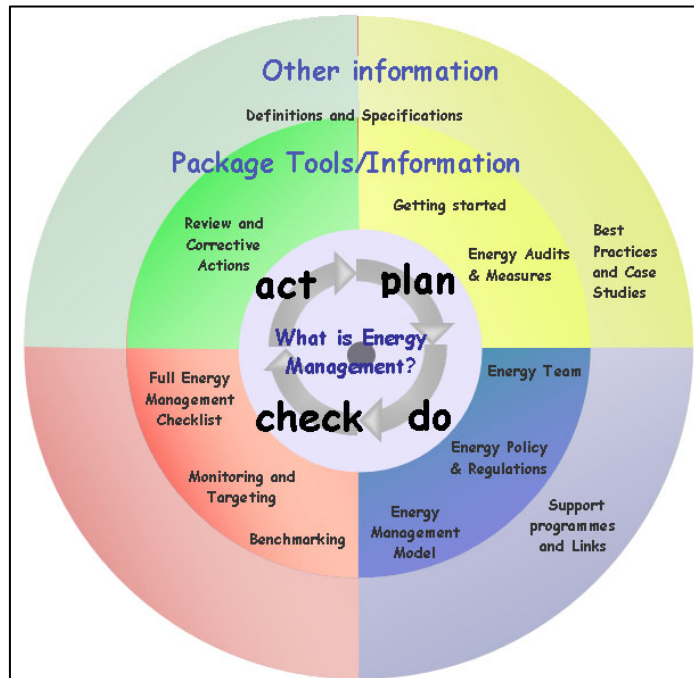 Other information
Definitions and Specifications
Package Tools/Information
Getting started
Review and
Corrective
Actions
Energy Audits
& Measures
Best
Practices
and Case
Studies
act
plan
What is Energy
Management?
check
do
Full Energy
Management
Checklist
Monitoring and
Targeting
Benchmarking
Energy Team
Energy Policy
& Regulations
Energy
Management
Model
Support
programmes
and Links